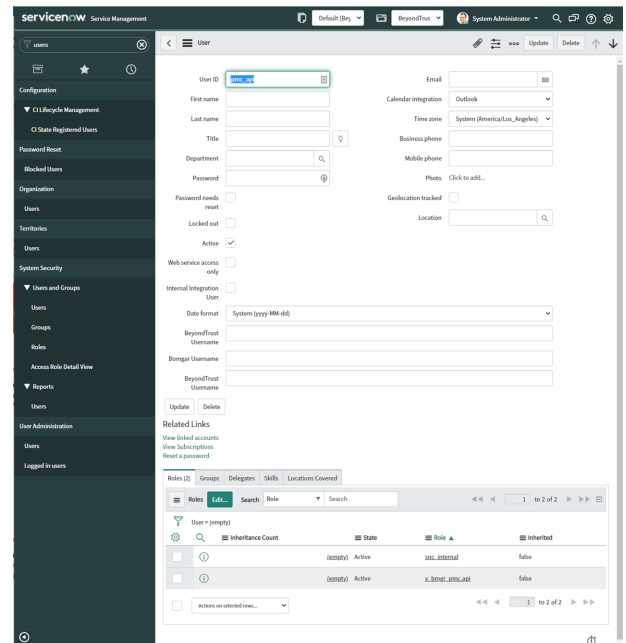 servicenow Service Management
Default (Bey
BeyondTrus
System Administrator
users
Configuration
CI Lifecycle Management
CI State Registered Users
Password Reset
Blocked Users
Organization
Users
Territories
Users
System Security
Users and Groups
Users
Groups
Roles
Access Role Detail View
Reports
Users
User Administration
Users
Logged in users
User
Update Delete
User ID pmc_api
First name
Last name
Title
Department
Password
Password needs reset
Locked out
Active
Web service access only
Internal Integration User
Date format System (yyyy-MM-dd)
BeyondTrust Username
Bomgar Username
BeyondTrust Username
Email
Calendar integration Outlook
Time zone System (America/Los_Angeles)
Business phone
Mobile phone
Photo Click to add...
Geolocation tracked
Location
Update Delete
Related Links
View linked accounts
View Subscriptions
Reset a password
Roles (2) Groups Delegates Skills Locations Covered
Roles Edit... Search Role Search 1 to 2 of 2
User = (empty)
Inheritance Count State Role Inherited
(empty) Active snc_internal false
(empty) Active x_bmgr_pmc.api false
Actions on selected rows... 1 to 2 of 2